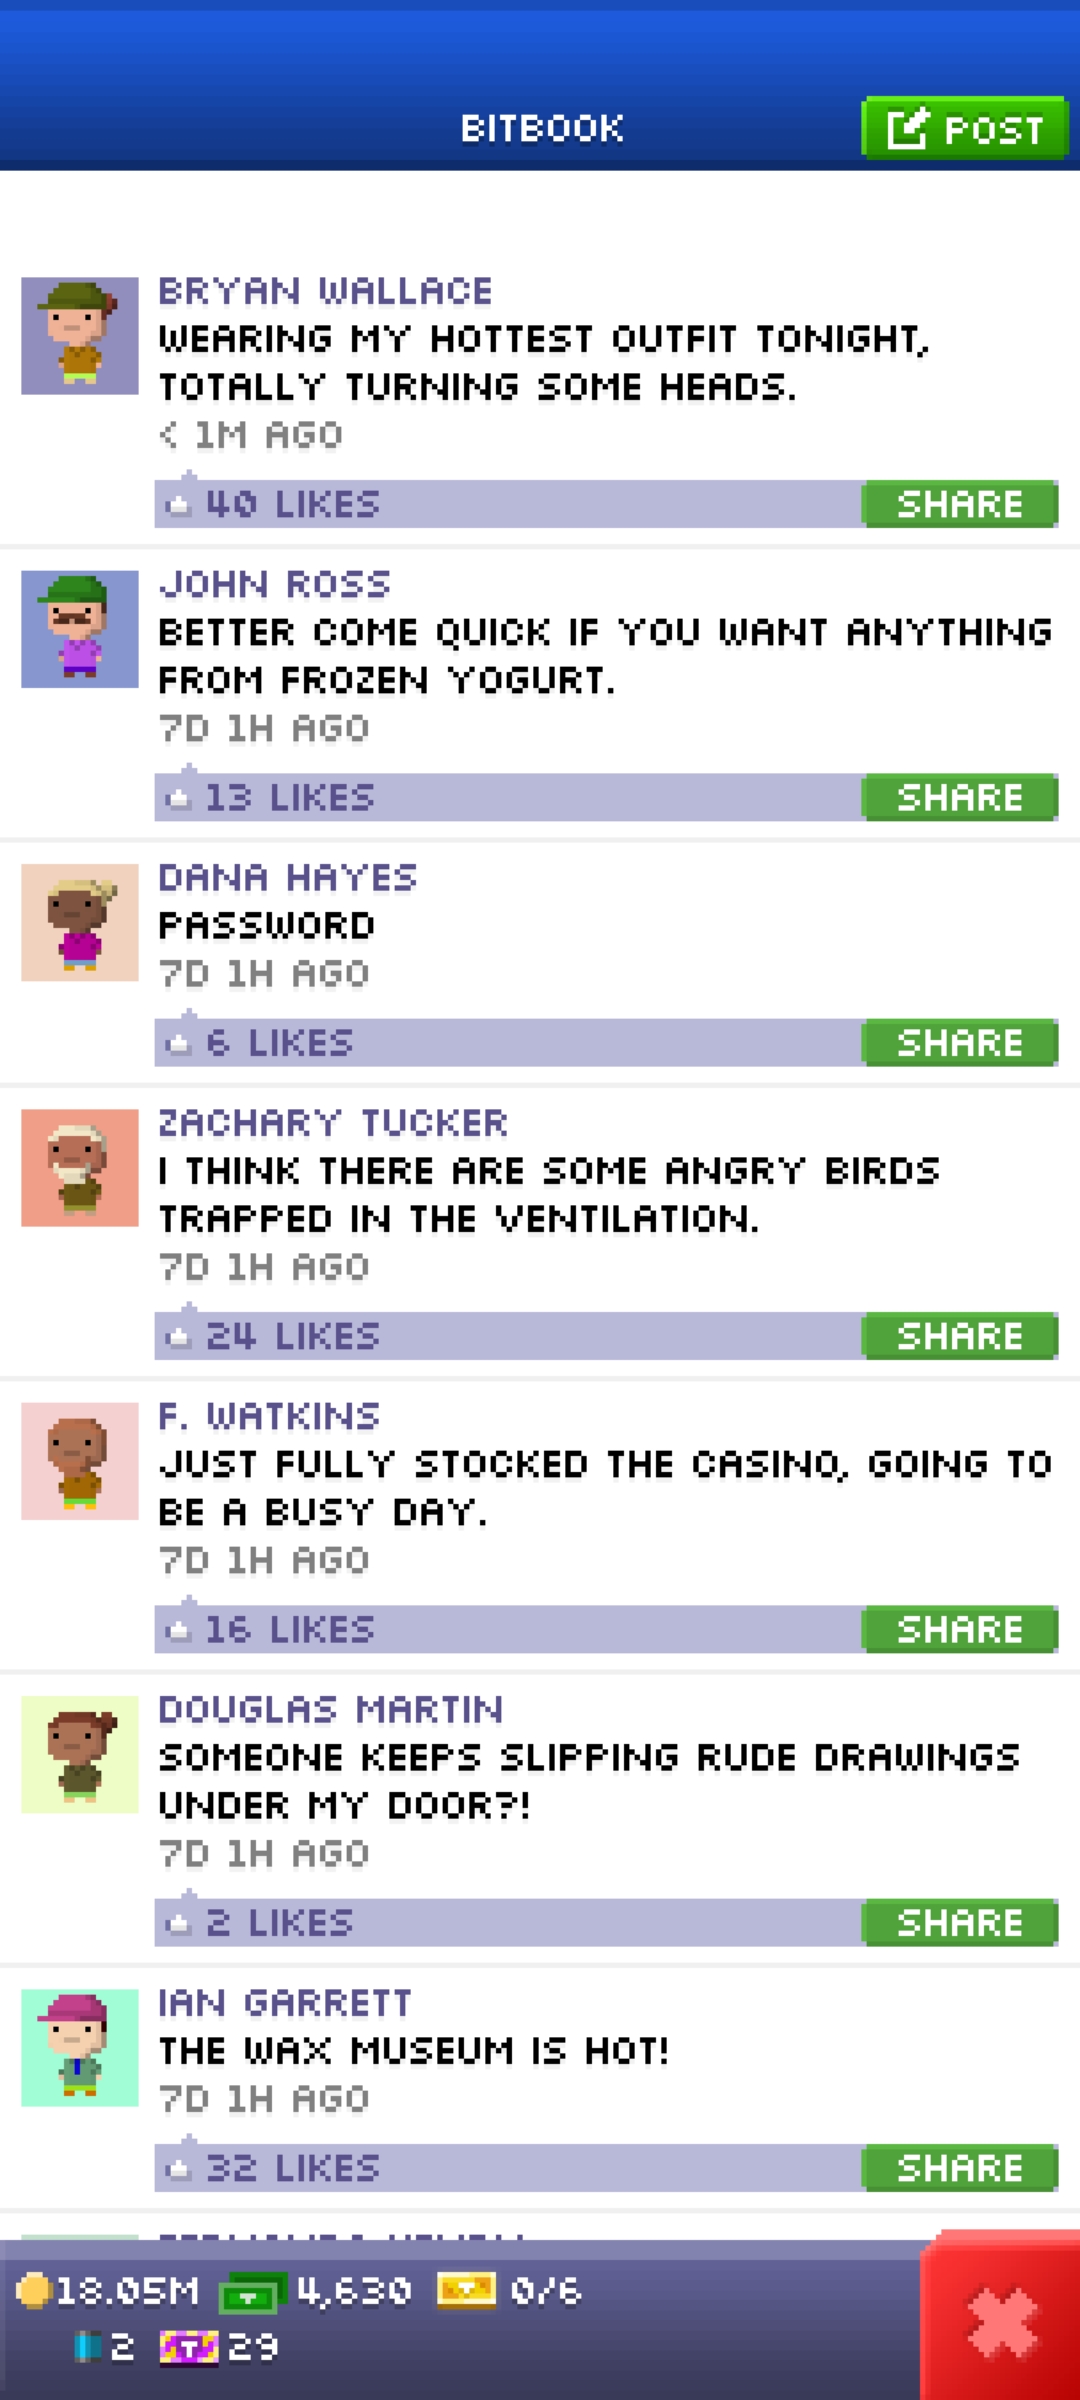 BITBOOK
POST
BRYAN WALLACE
WEARING MY HOTTEST OUTFIT TONIGHT,
TOTALLY TURNING SOME HEADS.
< 1M AGO
40 LIKES
SHARE
JOHN ROSS
BETTER COME QUICK IF YOU WANT ANYTHING
FROM FROZEN YOGURT.
7D 1H AGO
13 LIKES
SHARE
DANA HAYES
PASSWORD
7D 1H AGO
6 LIKES
SHARE
ZACHARY TUCKER
I THINK THERE ARE SOME ANGRY BIRDS
TRAPPED IN THE VENTILATION.
7D 1H AGO
24 LIKES
SHARE
F. WATKINS
JUST FULLY STOCKED THE CASINO, GOING TO
BE A BUSY DAY.
7D 1H AGO
16 LIKES
SHARE
DOUGLAS MARTIN
SOMEONE KEEPS SLIPPING RUDE DRAWINGS
UNDER MY DOOR?!
7D 1H AGO
2 LIKES
SHARE
IAN GARRETT
THE WAX MUSEUM IS HOT!
7D 1H AGO
32 LIKES
SHARE
18.05M 4,630 0/6
2 T 29